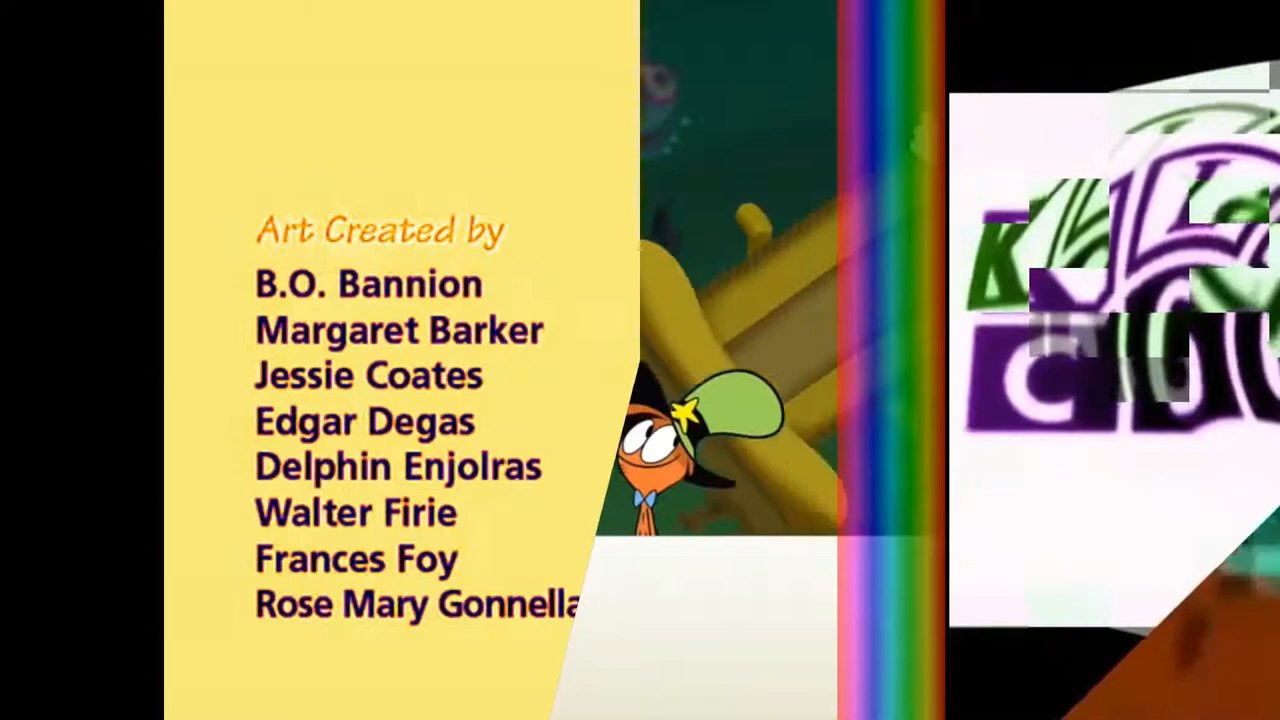 Art Created by
B.O. Bannion
Margaret Barker
Jessie Coates
Edgar Degas
Delphin Enjolras
Walter Firie
Frances Foy
Rose Mary Gonnella